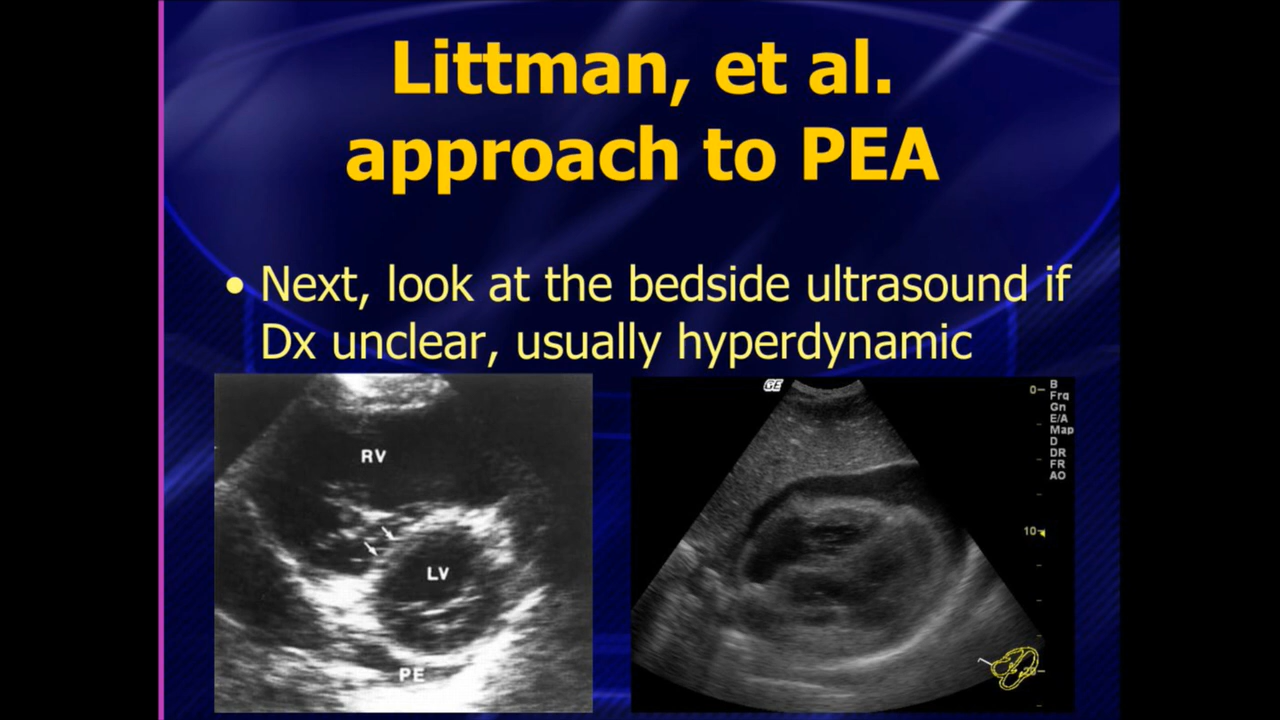 Littman, et al.
approach to PEA
• Next, look at the bedside ultrasound if
Dx unclear, usually hyperdynamic
RV
LV
PE
GE
0
B
Frq
Gn
E/A
Map
D
DR
FR
AO
10